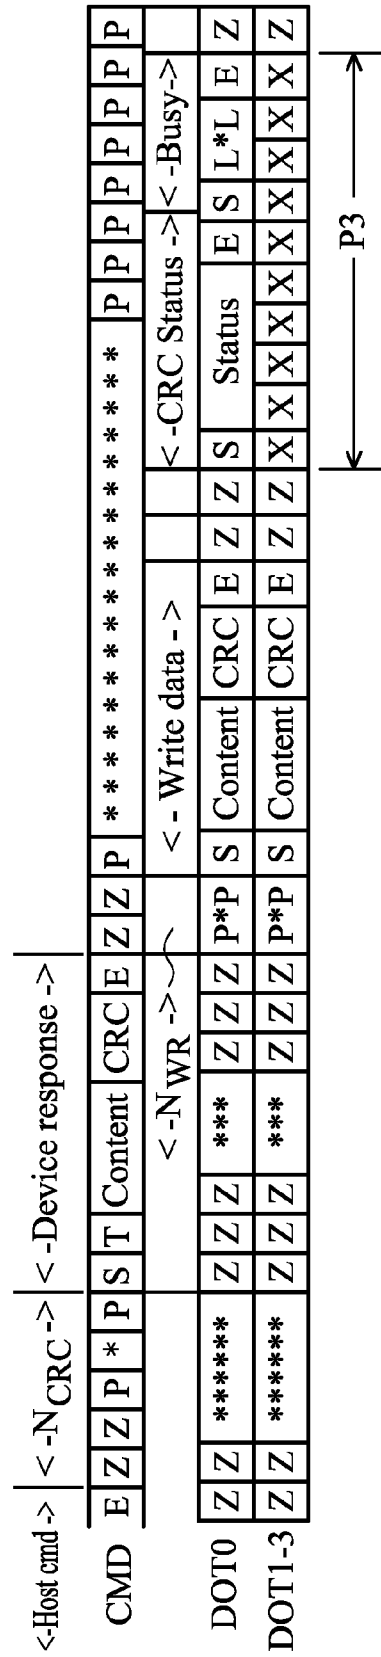 <-Host cmd -> < -NCRC -> < -Device response ->
CMD E Z Z P * P S T Content CRC E Z Z P * * * * * * * * * * * * * * * P P P P P P P P
< -NWR -> < - Write data - > < -CRC Status -> < -Busy->
DOT0 Z Z ******* Z Z Z *** Z Z Z P*P S Content CRC E Z Z S Status E S L*L E Z
DOT1-3 Z Z ******* Z Z Z *** Z Z Z P*P S Content CRC E Z Z X X X X X X X X X X Z
P3